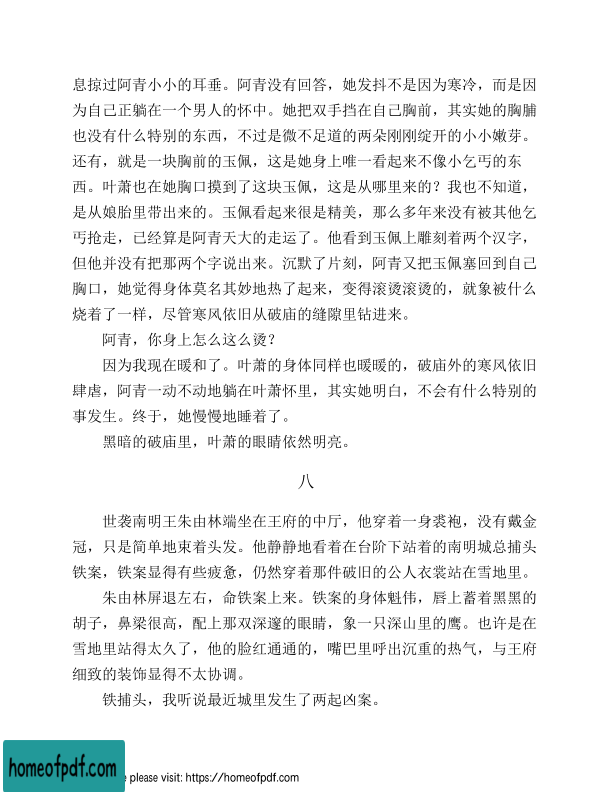 息掠过阿青小小的耳垂。阿青没有回答，她发抖不是因为寒冷，而是因
为自己正躺在一个男人的怀中。她把双手挡在自己胸前，其实她的胸脯
也没有什么特别的东西，不过是微不足道的两朵刚刚绽开的小小嫩芽。
还有，就是一块胸前的玉佩，这是她身上唯一看起来不像小乞丐的东
西。叶萧也在她胸口摸到了这块玉佩，这是从哪里来的？我也不知道，
是从娘胎里带出来的。玉佩看起来很是精美，那么多年来没有被其他乞
丐抢走，已经算是阿青天大的走运了。他看到玉佩上雕刻着两个汉字，
但他并没有把那两个字说出来。沉默了片刻，阿青又把玉佩塞回到自己
胸口，她觉得身体莫名其妙地热了起来，变得滚烫滚烫的，就象被什么
烧着了一样，尽管寒风依旧从破庙的缝隙里钻进来。
阿青，你身上怎么这么烫？
因为我现在暖和了。叶萧的身体同样也暖暖的，破庙外的寒风依旧
肆虐，阿青一动不动地躺在叶萧怀里，其实她明白，不会有什么特别的
事发生。终于，她慢慢地睡着了。
黑暗的破庙里，叶萧的眼睛依然明亮。
八
世袭南明王朱由林端坐在王府的中厅，他穿着一身裘袍，没有戴金
冠，只是简单地束着头发。他静静地看着在台阶下站着的南明城总捕头
铁案，铁案显得有些疲惫，仍然穿着那件破旧的公人衣裳站在雪地里。
朱由林屏退左右，命铁案上来。铁案的身体魁伟，唇上蓄着黑黑的
胡子，鼻梁很高，配上那双深邃的眼睛，象一只深山里的鹰。也许是在
雪地里站得太久了，他的脸红通通的，嘴巴里呼出沉重的热气，与王府
细致的装饰显得不太协调。
铁捕头，我听说最近城里发生了两起凶案。
homeofpdf.com
e please visit: https://homeofpdf.com